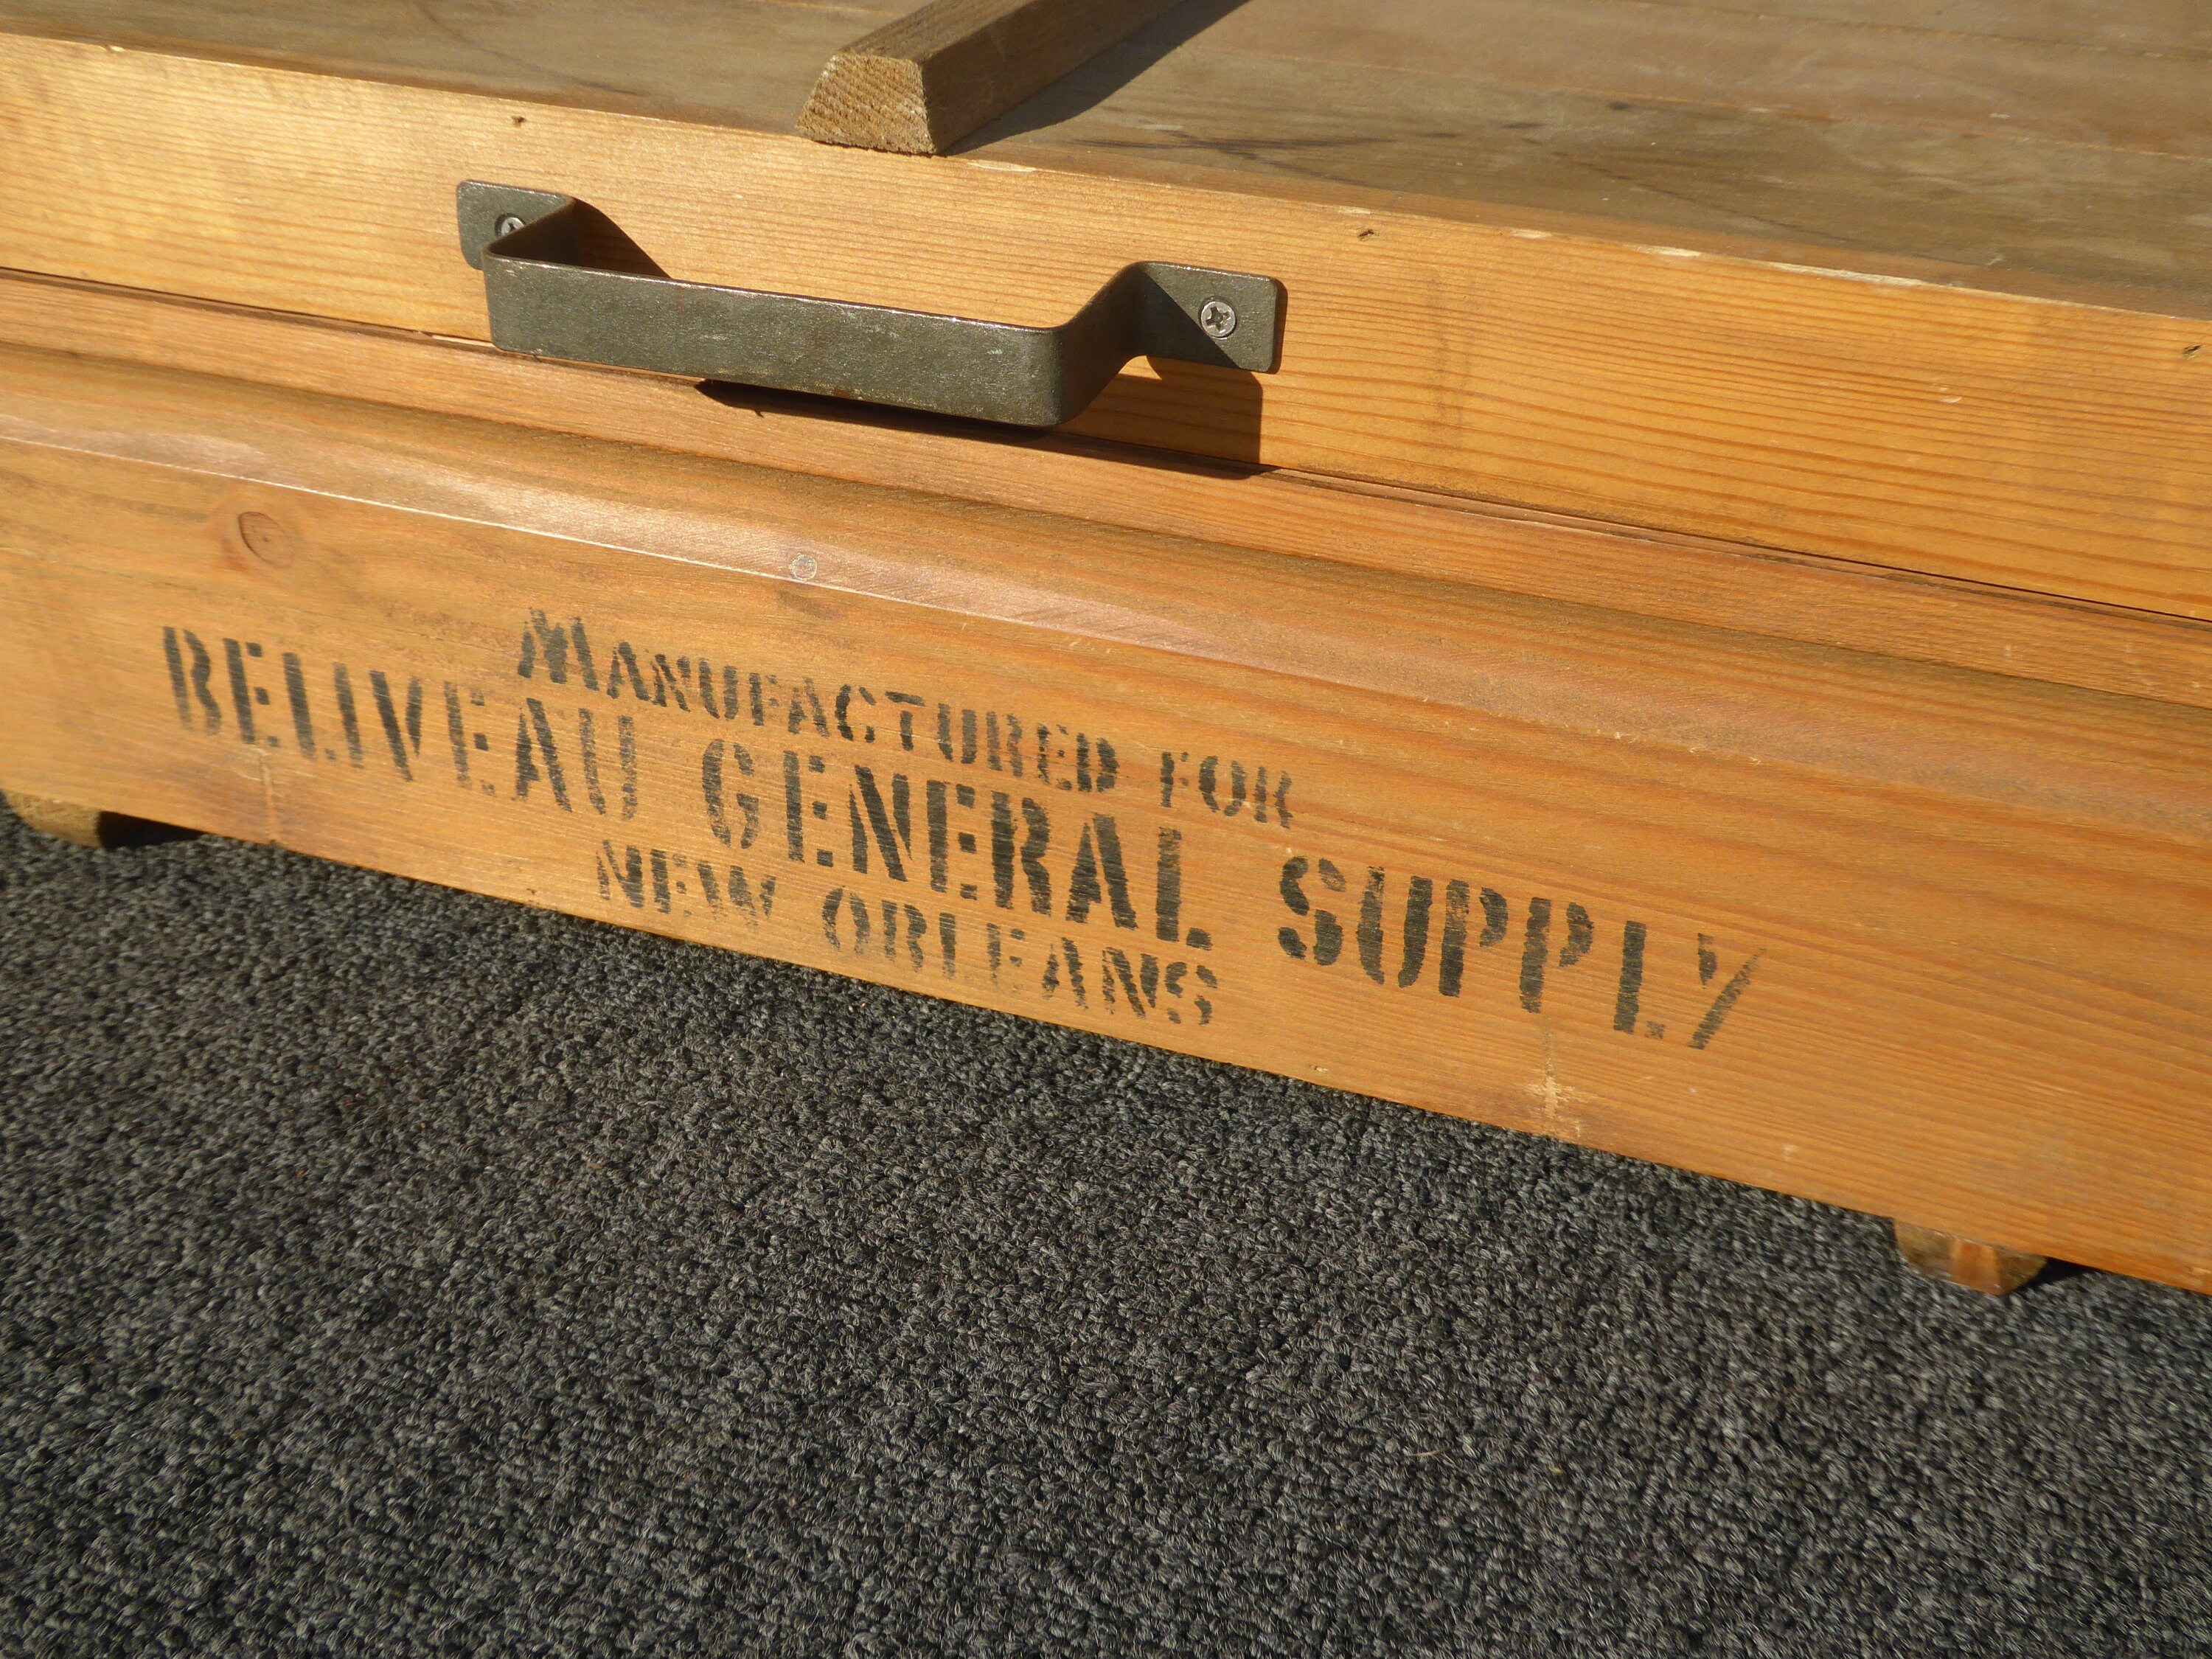 MANUFACTURED FOR
BELIVEAU GENERAL SUPPLY
NEW ORLEANS